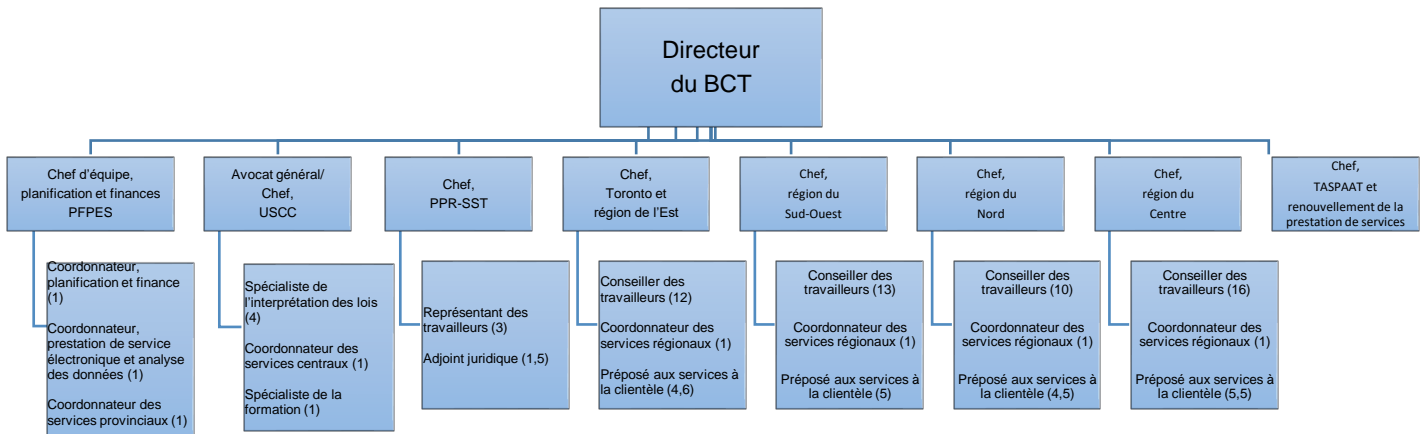 Directeur
du BCT
Chef d'équipe,
planification et finances
PFPES
Avocat général/
Chef,
USCC
Chef,
PPR-SST
Chef,
Toronto et
région de l'Est
Chef,
région du
Sud-Ouest
Chef,
région du
Nord
Chef,
région du
Centre
Chef,
TASPAAT et
renouvellement de la
prestation de services
Coordonnateur,
planification et finance
(1)
Coordonnateur,
prestation de service
électronique et analyse
des données (1)
Coordonnateur des
services provinciaux (1)
Spécialiste de
l'interprétation des lois
(4)
Coordonnateur des
services centraux (1)
Spécialiste de la
formation (1)
Représentant des
travailleurs (3)
Adjoint juridique (1,5)
Conseiller des
travailleurs (12)
Coordonnateur des
services régionaux (1)
Préposé aux services à
la clientèle (4,6)
Conseiller des
travailleurs (13)
Coordonnateur des
services régionaux (1)
Préposé aux services à
la clientèle (5)
Conseiller des
travailleurs (10)
Coordonnateur des
services régionaux (1)
Préposé aux services à
la clientèle (4,5)
Conseiller des
travailleurs (16)
Coordonnateur des
services régionaux (1)
Préposé aux services à
la clientèle (5,5)